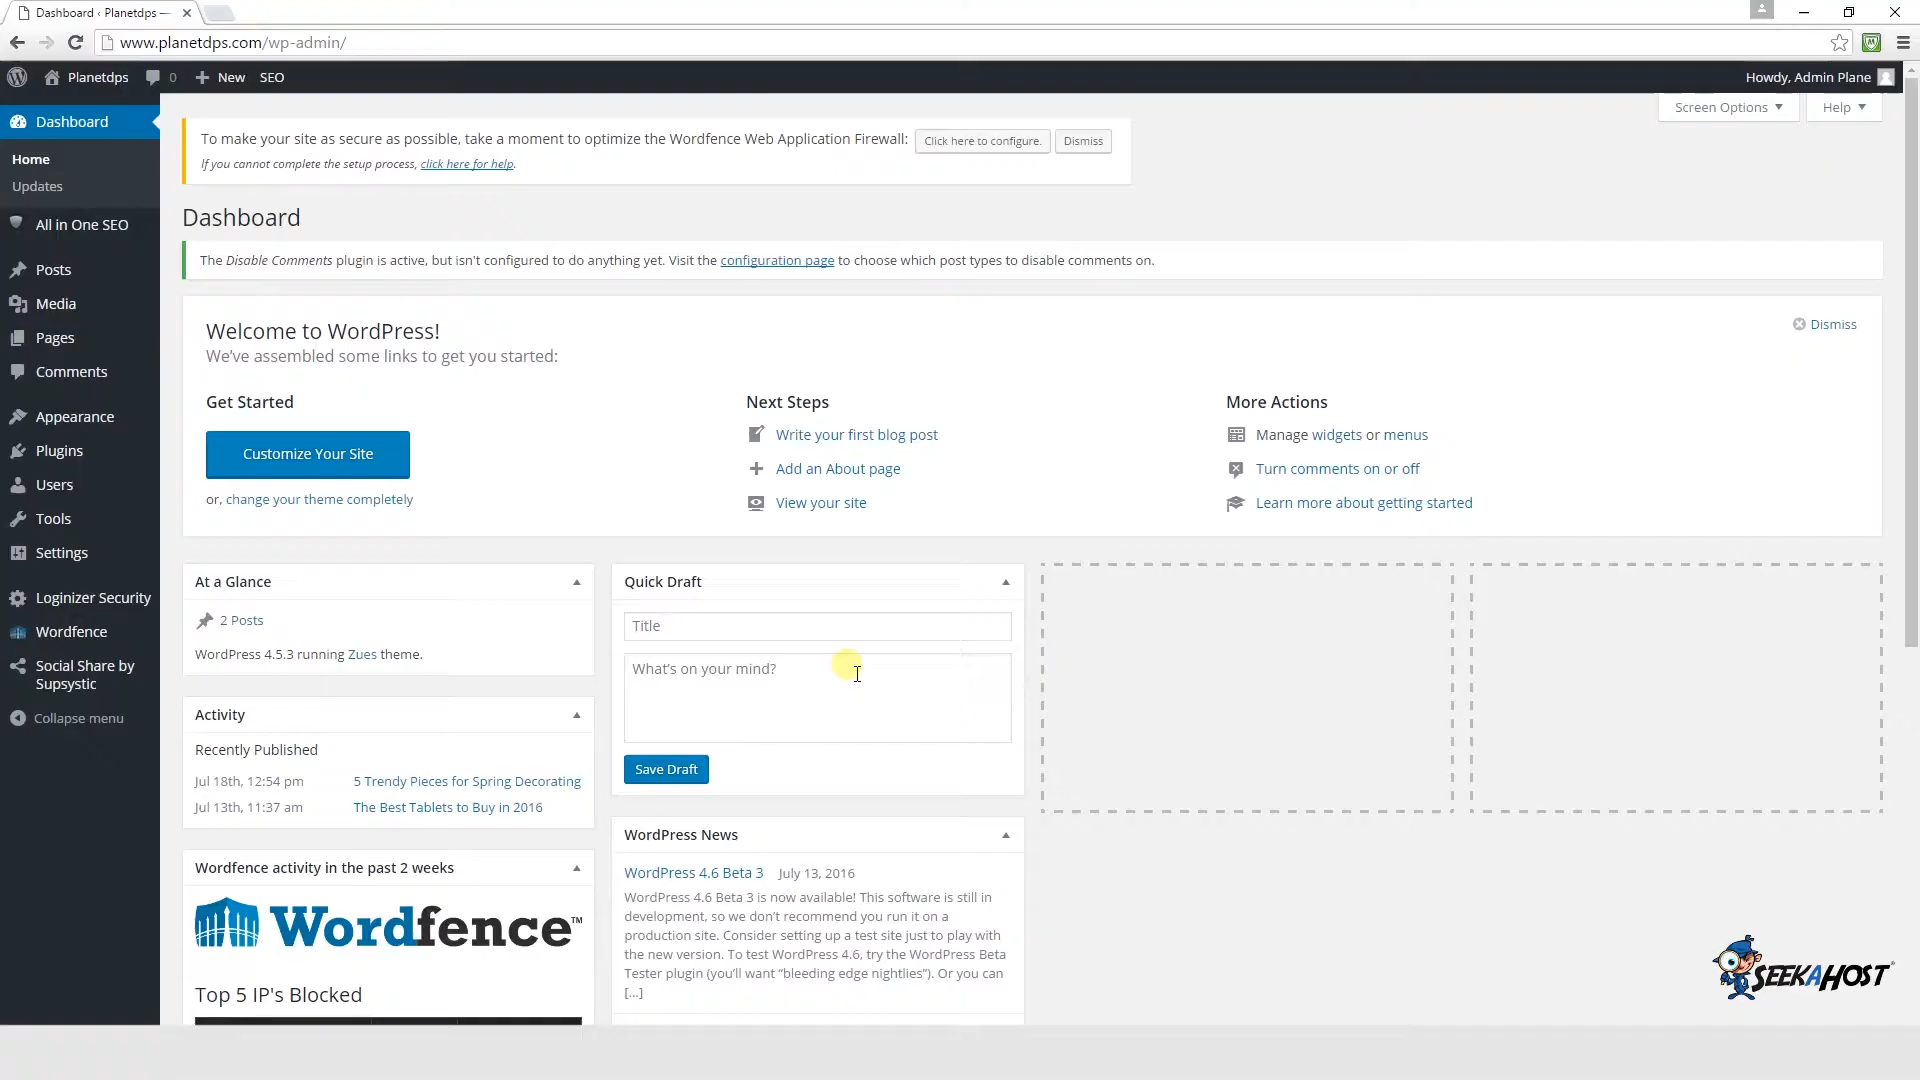 Dashboard ‹ Planetdps —
www.planetdps.com/wp-admin/
Planetdps 0 New SEO
Howdy, Admin Plane
Screen Options Help
Dashboard
Home
Updates
All in One SEO
Posts
Media
Pages
Comments
Appearance
Plugins
Users
Tools
Settings
Loginizer Security
Wordfence
Social Share by
Supsystic
Collapse menu
To make your site as secure as possible, take a moment to optimize the Wordfence Web Application Firewall: Click here to configure. Dismiss
If you cannot complete the setup process, click here for help.
Dashboard
The Disable Comments plugin is active, but isn't configured to do anything yet. Visit the configuration page to choose which post types to disable comments on.
Welcome to WordPress!
Dismiss
We've assembled some links to get you started:
Get Started
Customize Your Site
or, change your theme completely
Next Steps
Write your first blog post
Add an About page
View your site
More Actions
Manage widgets or menus
Turn comments on or off
Learn more about getting started
At a Glance
2 Posts
WordPress 4.5.3 running Zues theme.
Activity
Recently Published
Jul 18th, 12:54 pm 5 Trendy Pieces for Spring Decorating
Jul 13th, 11:37 am The Best Tablets to Buy in 2016
Wordfence activity in the past 2 weeks
Wordfence™
Top 5 IP's Blocked
Quick Draft
Title
What's on your mind?
Save Draft
WordPress News
WordPress 4.6 Beta 3 July 13, 2016
WordPress 4.6 Beta 3 is now available! This software is still in
development, so we don't recommend you run it on a
production site. Consider setting up a test site just to play with
the new version. To test WordPress 4.6, try the WordPress Beta
Tester plugin (you'll want "bleeding edge nightlies"). Or you can
[...]
SEEKAHOST